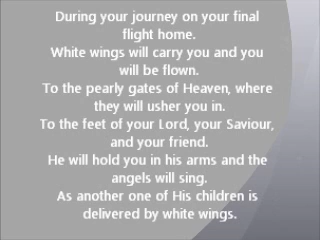 During your journey on your final
flight home.
White wings will carry you and you
will be flown.
To the pearly gates of Heaven, where
they will usher you in.
To the feet of your Lord, your Saviour,
and your friend.
He will hold you in his arms and the
angels will sing.
As another one of His children is
delivered by white wings.